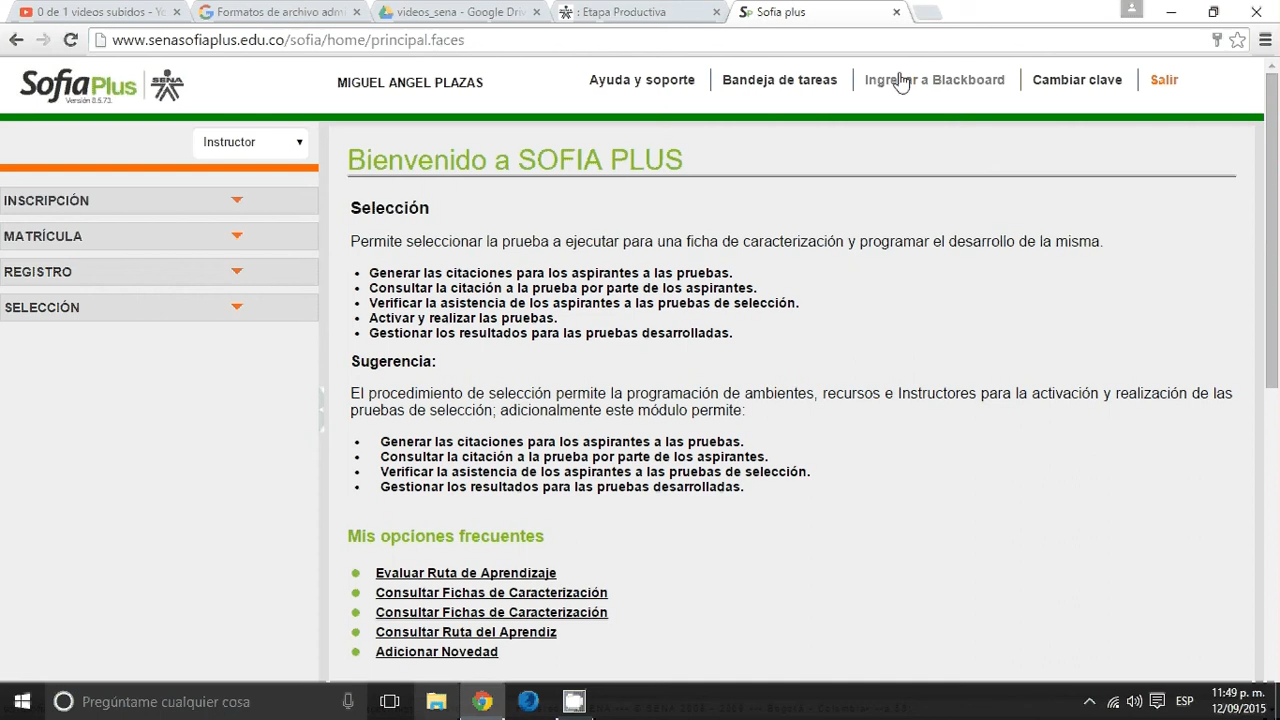 0 de 1 videos subidos - Yo
Formatos de archivo admi
videos_sena - Google Driv
: Etapa Productiva
Sofia plus
www.senasofiaplus.edu.co/sofia/home/principal.faces
Sofia Plus
Versión 8.5.73.
SENA
MIGUEL ANGEL PLAZAS
Ayuda y soporte
Bandeja de tareas
Ingresar a Blackboard
Cambiar clave
Salir
Instructor
INSCRIPCIÓN
MATRÍCULA
REGISTRO
SELECCIÓN
Bienvenido a SOFIA PLUS
Selección
Permite seleccionar la prueba a ejecutar para una ficha de caracterización y programar el desarrollo de la misma.
• Generar las citaciones para los aspirantes a las pruebas.
• Consultar la citación a la prueba por parte de los aspirantes.
• Verificar la asistencia de los aspirantes a las pruebas de selección.
• Activar y realizar las pruebas.
• Gestionar los resultados para las pruebas desarrolladas.
Sugerencia:
El procedimiento de selección permite la programación de ambientes, recursos e Instructores para la activación y realización de las
pruebas de selección; adicionalmente este módulo permite:
• Generar las citaciones para los aspirantes a las pruebas.
• Consultar la citación a la prueba por parte de los aspirantes.
• Verificar la asistencia de los aspirantes a las pruebas de selección.
• Gestionar los resultados para las pruebas desarrolladas.
Mis opciones frecuentes
Evaluar Ruta de Aprendizaje
Consultar Fichas de Caracterización
Consultar Fichas de Caracterización
Consultar Ruta del Aprendiz
Adicionar Novedad
Pregúntame cualquier cosa
ESP
11:49 p. m.
12/09/2015